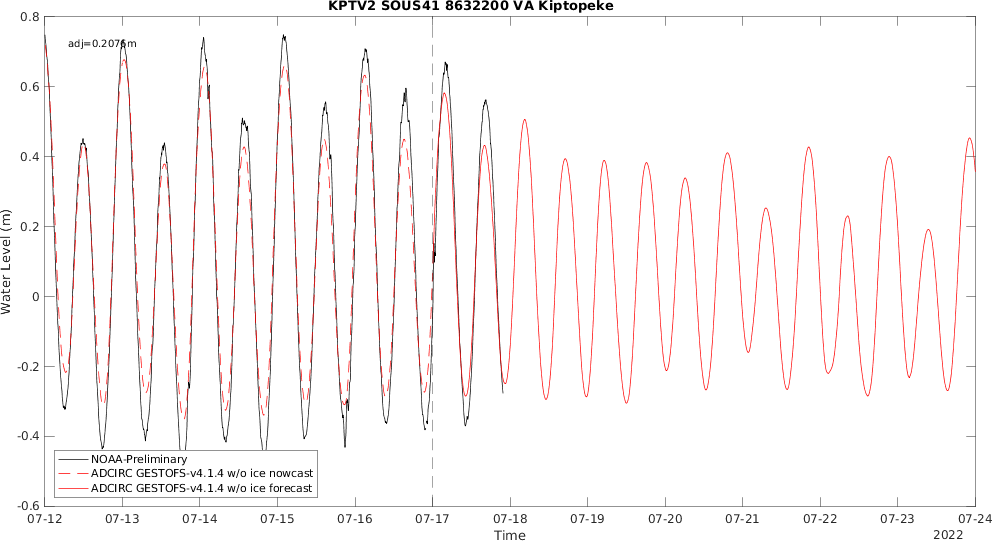 KPTV2 SOUS41 8632200 VA Kiptopeke
adj=0.2076m
0.8
0.6
0.4
0.2
0
-0.2
-0.4
-0.6
Water Level (m)
NOAA-Preliminary
ADCIRC GESTOFS-v4.1.4 w/o ice nowcast
ADCIRC GESTOFS-v4.1.4 w/o ice forecast
07-12 07-13 07-14 07-15 07-16 07-17 07-18 07-19 07-20 07-21 07-22 07-23 07-24
Time
2022